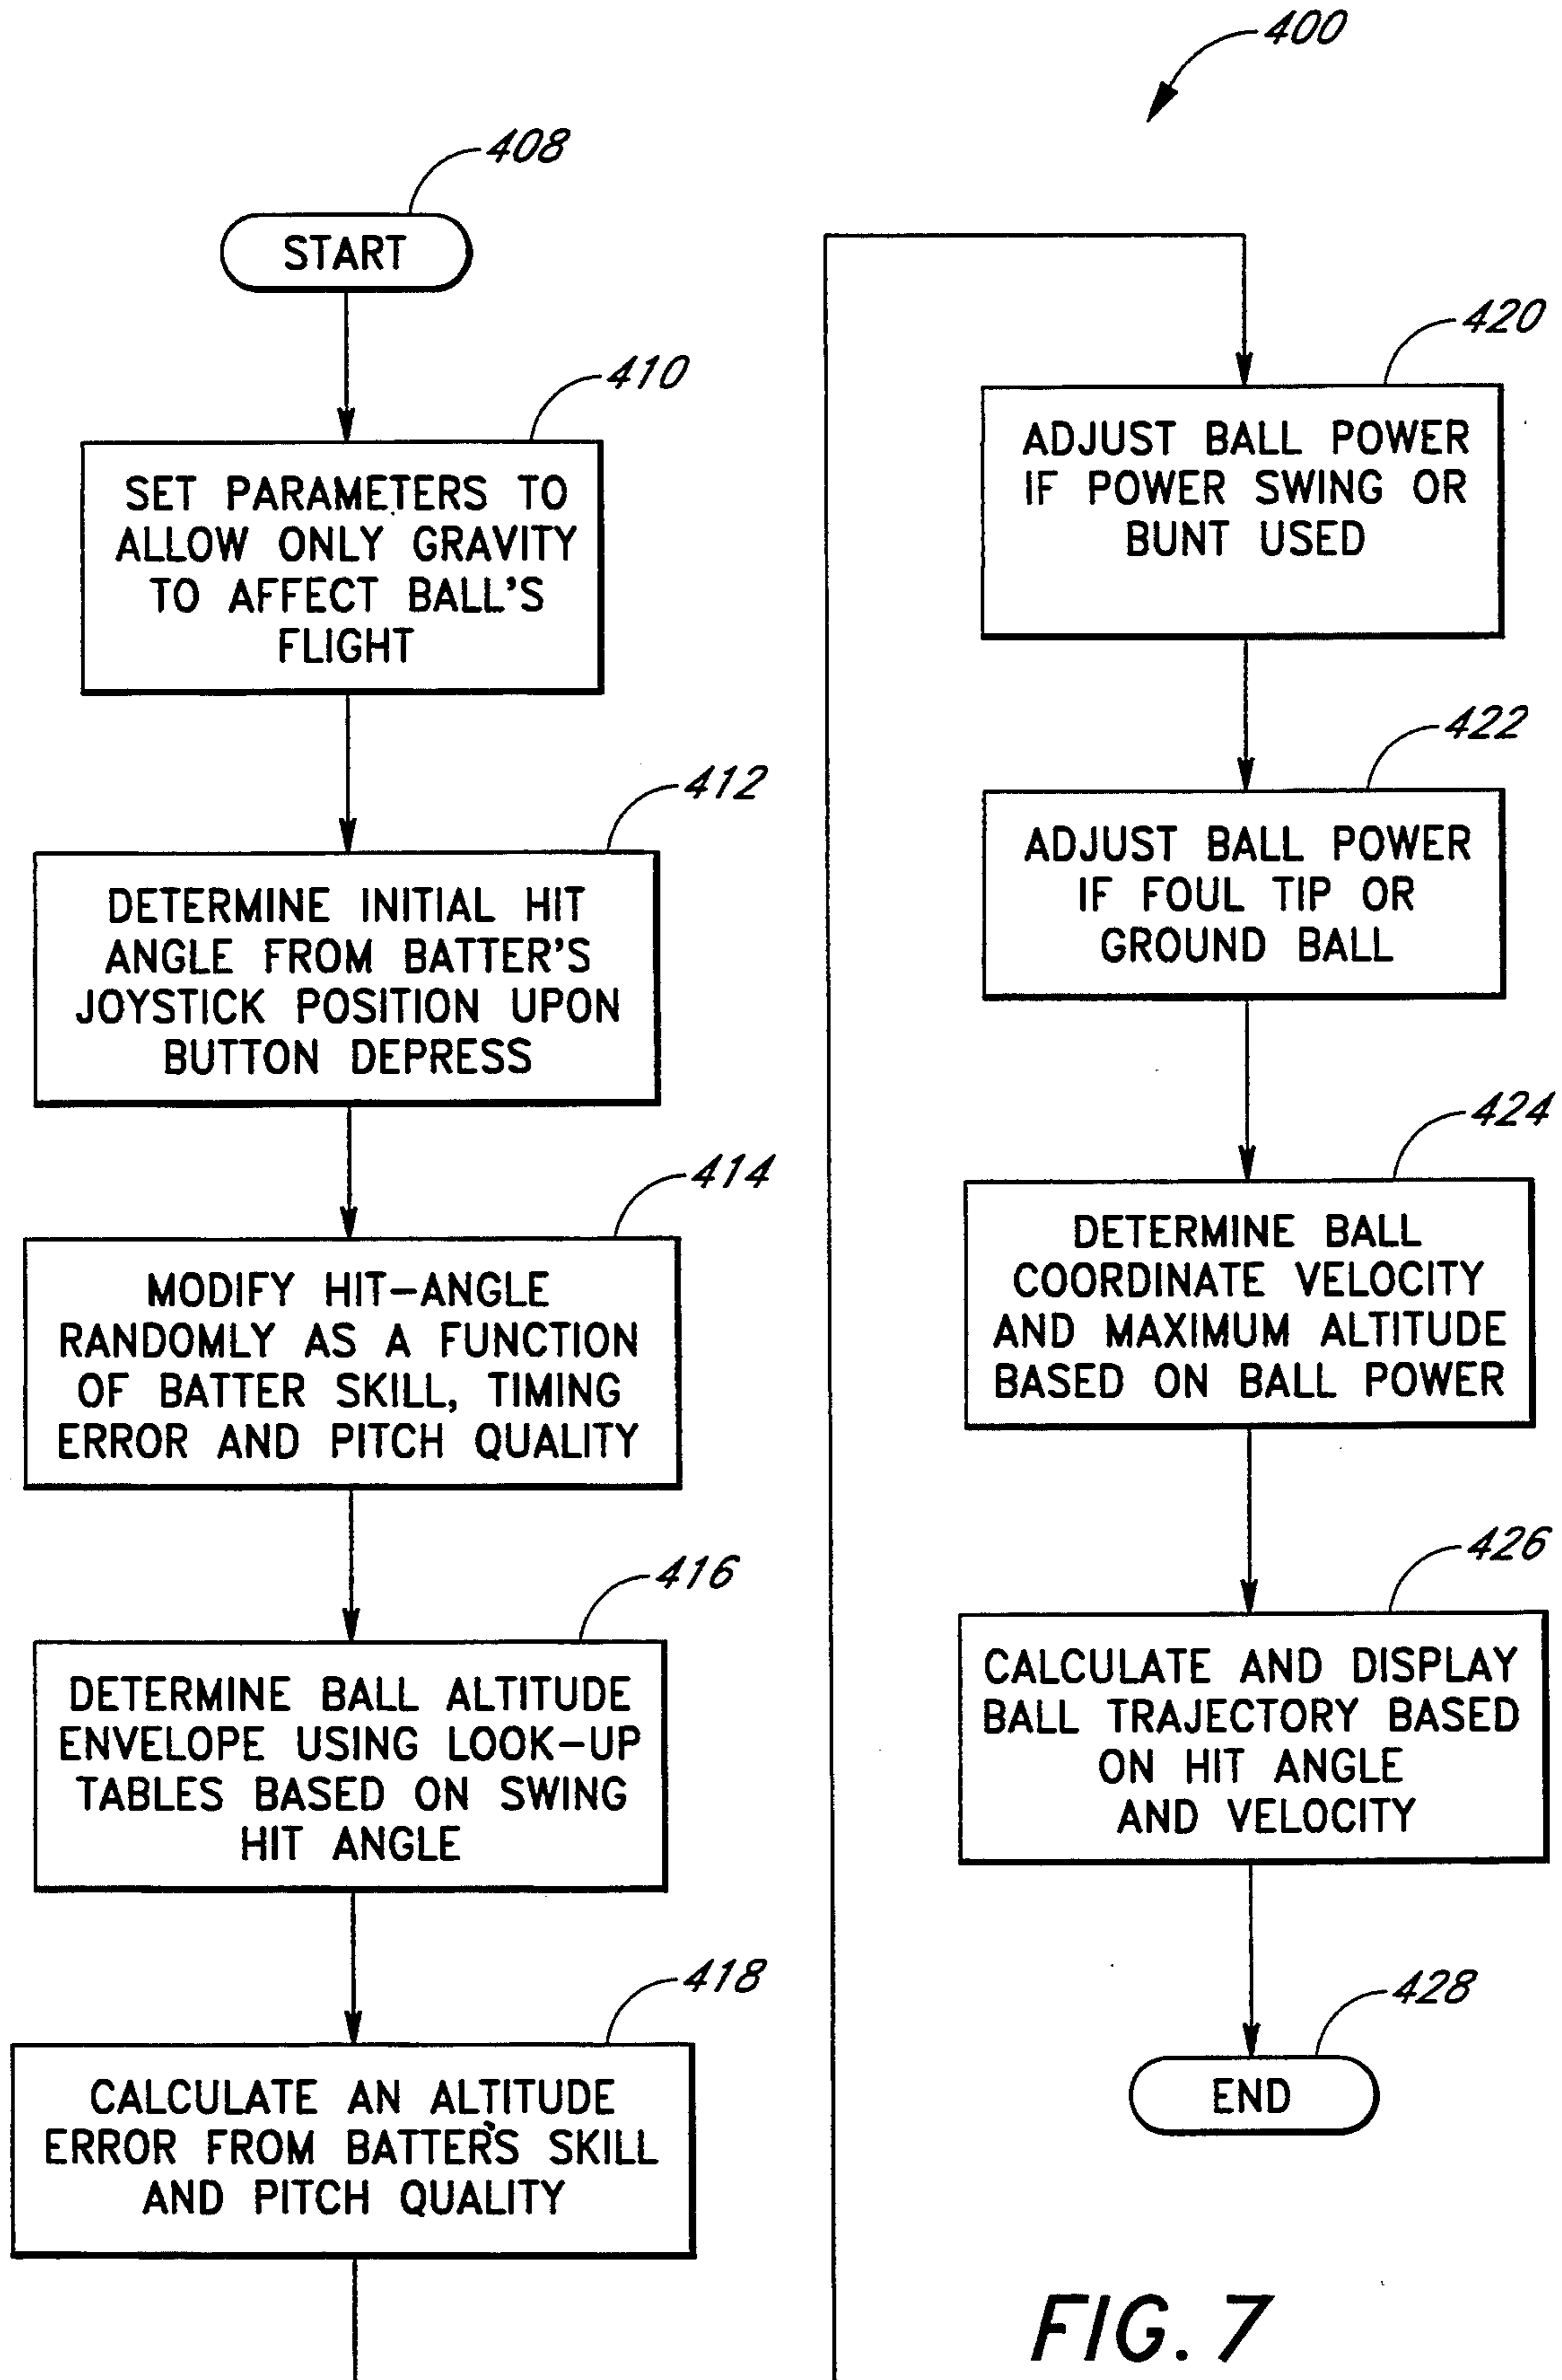 400
408
START
410
SET PARAMETERS TO
ALLOW ONLY GRAVITY
TO AFFECT BALL'S
FLIGHT
412
DETERMINE INITIAL HIT
ANGLE FROM BATTER'S
JOYSTICK POSITION UPON
BUTTON DEPRESS
414
MODIFY HIT-ANGLE
RANDOMLY AS A FUNCTION
OF BATTER SKILL, TIMING
ERROR AND PITCH QUALITY
416
DETERMINE BALL ALTITUDE
ENVELOPE USING LOOK-UP
TABLES BASED ON SWING
HIT ANGLE
418
CALCULATE AN ALTITUDE
ERROR FROM BATTER'S SKILL
AND PITCH QUALITY
420
ADJUST BALL POWER
IF POWER SWING OR
BUNT USED
422
ADJUST BALL POWER
IF FOUL TIP OR
GROUND BALL
424
DETERMINE BALL
COORDINATE VELOCITY
AND MAXIMUM ALTITUDE
BASED ON BALL POWER
426
CALCULATE AND DISPLAY
BALL TRAJECTORY BASED
ON HIT ANGLE
AND VELOCITY
428
END
FIG. 7